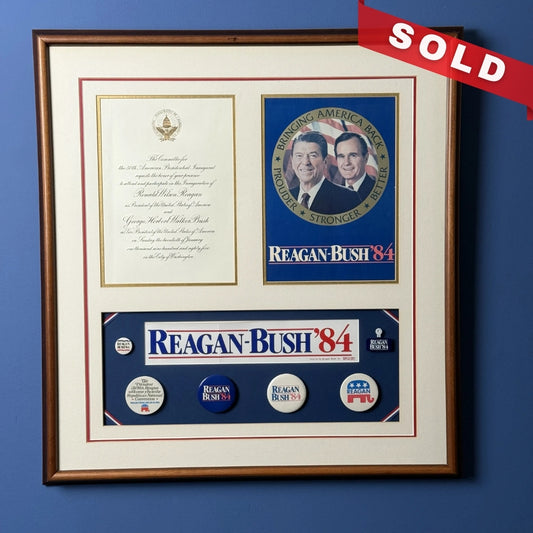 SOLD
The Committee for
the 50th American Presidential Inaugural
requests the honor of your presence
to attend and participate in the Inauguration of
Ronald Wilson Reagan
as President of the United States of America
and
George Herbert Walker Bush
as Vice President of the United States of America
on Sunday the twentieth of January
one thousand nine hundred and eighty five
in the City of Washington
BRINGING AMERICA BACK
PROUDER • STRONGER • BETTER
REAGAN-BUSH '84
REAGAN-BUSH '84
REAGAN
BUSH '84
REAGAN
BUSH '84
REAGAN
BUSH '84
REAGAN
BUSH '84
REAGAN